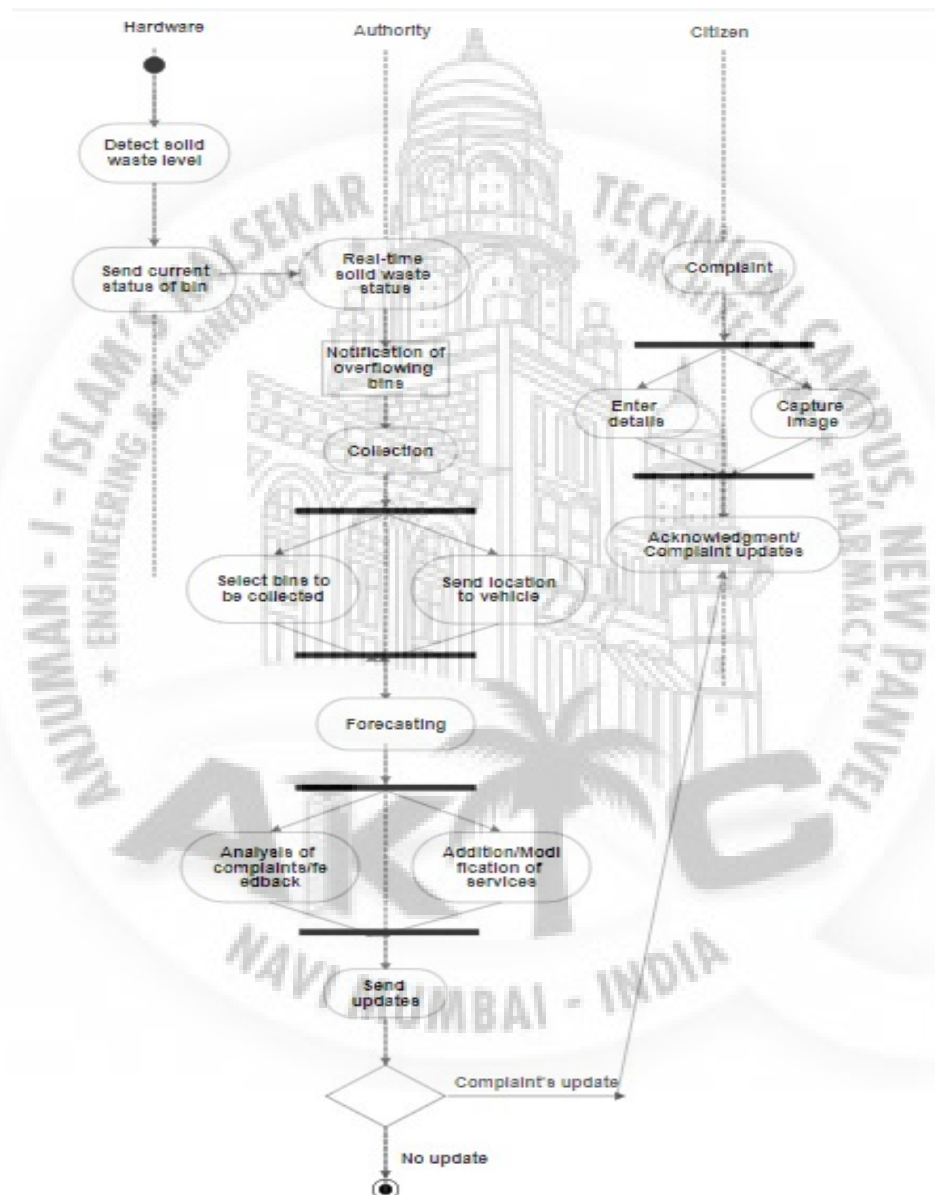 Hardware
Authority
Citizen
Detect solid
waste level
Send current
status of bin
Real-time
solid waste
status
Complaint
Notification of
overflowing
bins
Enter
details
Capture
image
Collection
Acknowledgment/
Complaint updates
Select bins to
be collected
Send location
to vehicle
Forecasting
Analysis of
complaints/fe
edback
Addition/Modi
fication of
services
Send
updates
Complaint's update
No update
ANJUMAN - I - ISLAM'S KALSEKAR TECHNICAL CAMPUS, NEW PANVEL
★ ENGINEERING & TECHNOLOGY ★ ARCHITECTURE ★ PHARMACY ★
AKTC
NAVI MUMBAI - INDIA